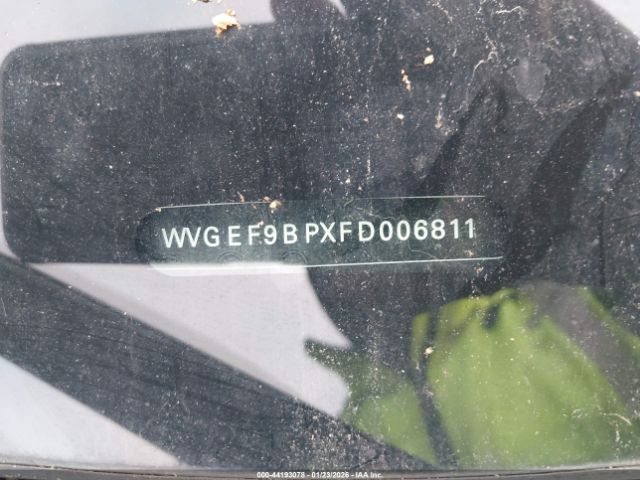 WVGEF9BPXFD006811
000-44193078 - 01/23/2026 - IAA Inc.